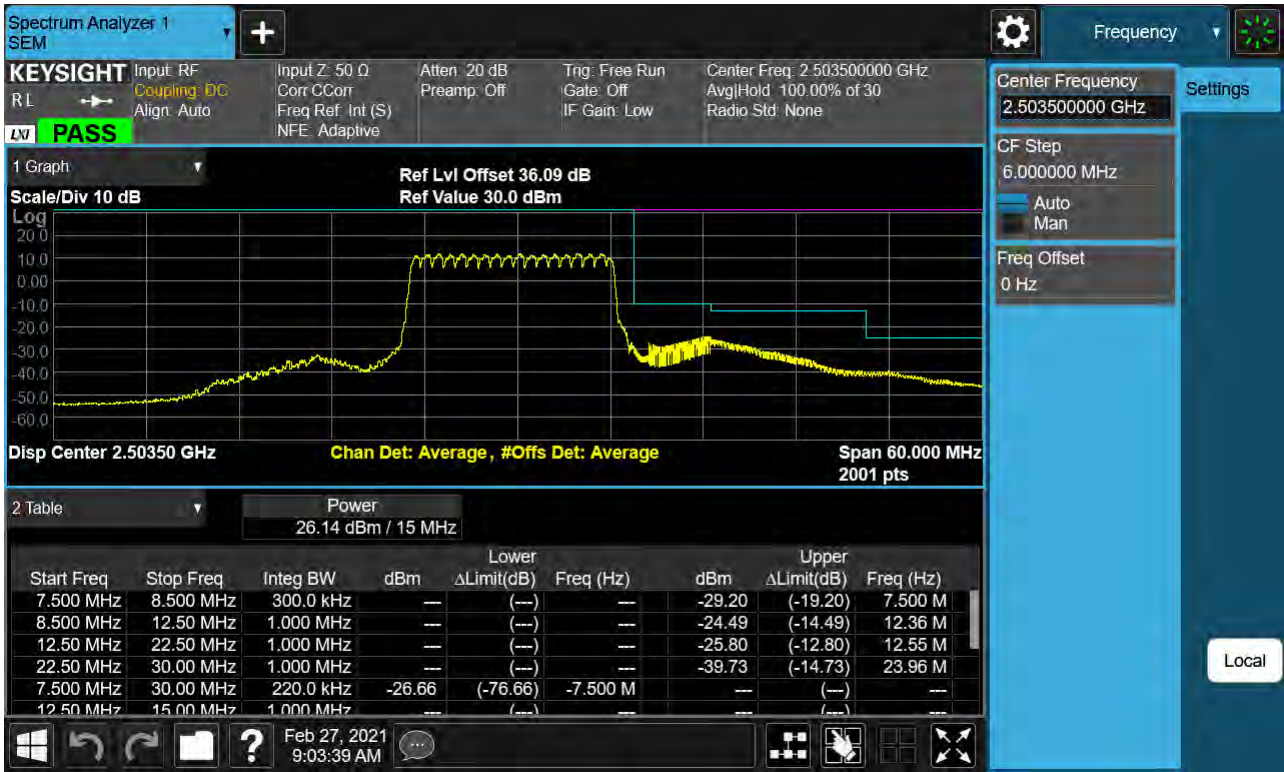 Spectrum Analyzer 1
SEM
Frequency
KEYSIGHT
RL
LXI PASS
Input: RF
Coupling: DC
Align: Auto
Input Z: 50 Ω
Corr CCorr
Freq Ref: Int (S)
NFE: Adaptive
Atten: 20 dB
Preamp: Off
Trig: Free Run
Gate: Off
IF Gain: Low
Center Freq: 2.503500000 GHz
Avg|Hold: 100.00% of 30
Radio Std: None
Center Frequency
2.503500000 GHz
Settings
CF Step
6.000000 MHz
Auto
Man
Freq Offset
0 Hz
Local
1 Graph
Scale/Div 10 dB
Ref Lvl Offset 36.09 dB
Ref Value 30.0 dBm
Log
20.0
10.0
0.00
-10.0
-20.0
-30.0
-40.0
-50.0
-60.0
Disp Center 2.50350 GHz
Chan Det: Average, #Offs Det: Average
Span 60.000 MHz
2001 pts
2 Table
Power
26.14 dBm / 15 MHz
Lower Upper
Start Freq Stop Freq Integ BW dBm ΔLimit(dB) Freq (Hz) dBm ΔLimit(dB) Freq (Hz)
7.500 MHz 8.500 MHz 300.0 kHz --- (---) --- -29.20 (-19.20) 7.500 M
8.500 MHz 12.50 MHz 1.000 MHz --- (---) --- -24.49 (-14.49) 12.36 M
12.50 MHz 22.50 MHz 1.000 MHz --- (---) --- -25.80 (-12.80) 12.55 M
22.50 MHz 30.00 MHz 1.000 MHz --- (---) --- -39.73 (-14.73) 23.96 M
7.500 MHz 30.00 MHz 220.0 kHz -26.66 (-76.66) -7.500 M --- (---) ---
12.50 MHz 15.00 MHz 1.000 MHz --- (---) --- --- (---) ---
Feb 27, 2021
9:03:39 AM